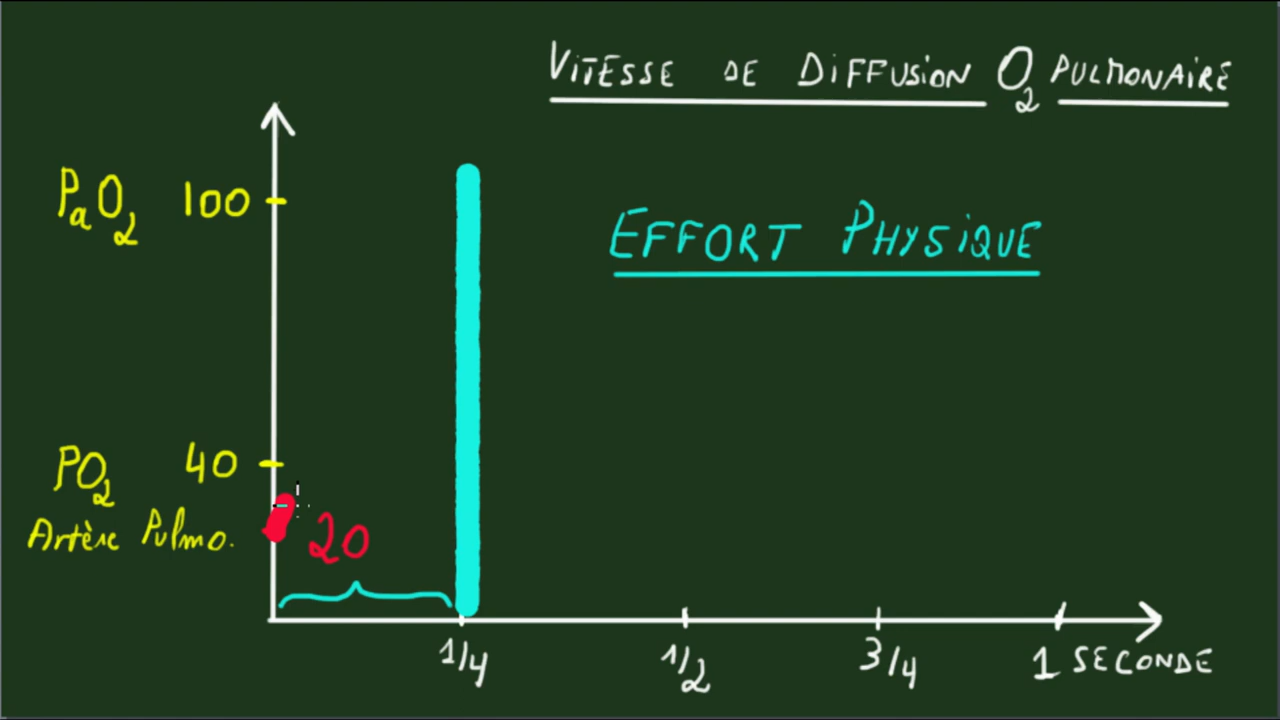 VITESSE DE DIFFUSION O2 PULMONAIRE
PaO2 100
EFFORT PHYSIQUE
PO2 40
Artère Pulmo.
20
1/4 1/2 3/4 1 SECONDE